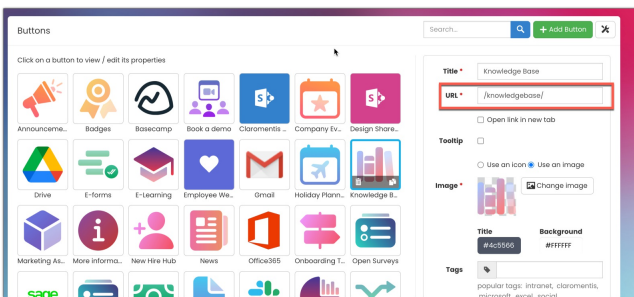 Buttons
Search...
+ Add Button
Click on a button to view / edit its properties
Announceme...
Badges
Basecamp
Book a demo
Claromentis ...
Company Ev...
Design Share...
Drive
E-forms
E-Learning
Employee We...
Gmail
Holiday Plann...
Knowledge B...
Marketing As...
More informa...
New Hire Hub
News
Office365
Onboarding T...
Open Surveys
sage
Title *
Knowledge Base
URL *
/knowledgebase/
Open link in new tab
Tooltip
Use an icon
Use an image
Image *
Change image
Title
Background
#4c5566
#FFFFFF
Tags
popular tags: intranet, claromentis,
microsoft, excel, social